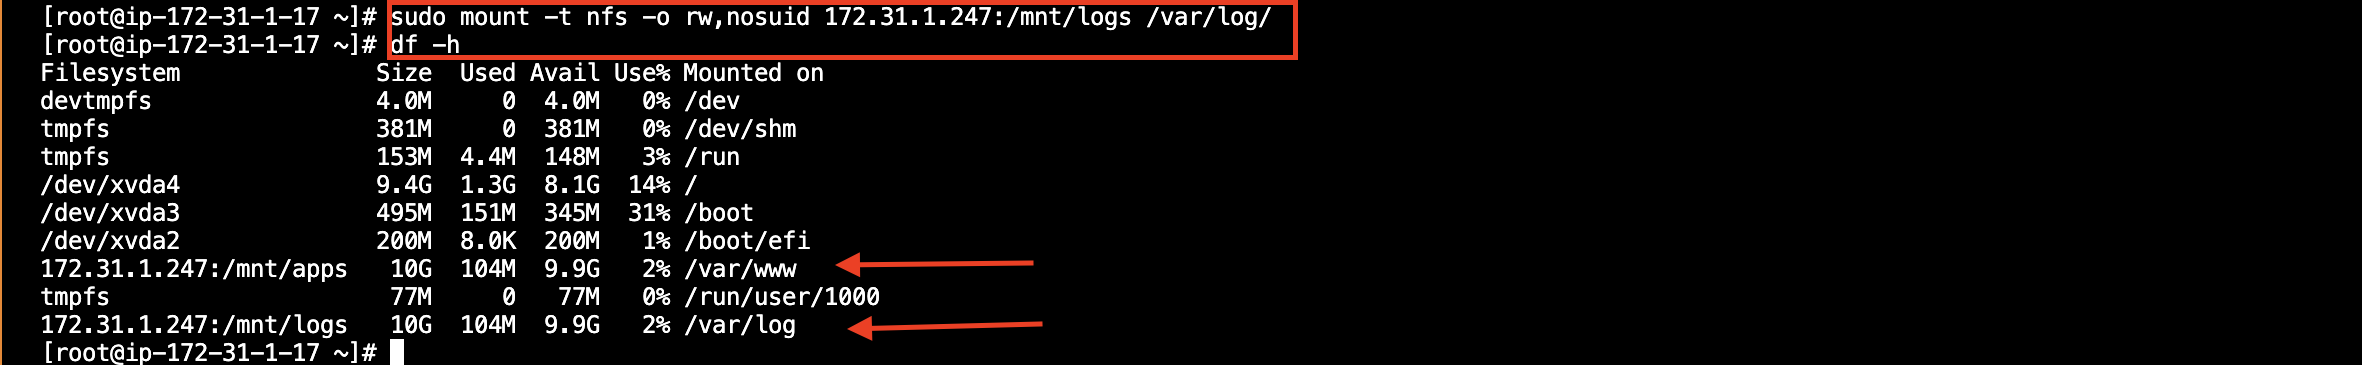 [root@ip-172-31-1-17 ~]# sudo mount -t nfs -o rw,nosuid 172.31.1.247:/mnt/logs /var/log/
[root@ip-172-31-1-17 ~]# df -h
Filesystem              Size  Used Avail Use% Mounted on
devtmpfs                4.0M     0  4.0M   0% /dev
tmpfs                   381M     0  381M   0% /dev/shm
tmpfs                   153M  4.4M  148M   3% /run
/dev/xvda4              9.4G  1.3G  8.1G  14% /
/dev/xvda3              495M  151M  345M  31% /boot
/dev/xvda2              200M  8.0K  200M   1% /boot/efi
172.31.1.247:/mnt/apps   10G  104M  9.9G   2% /var/www
tmpfs                    77M     0   77M   0% /run/user/1000
172.31.1.247:/mnt/logs   10G  104M  9.9G   2% /var/log
[root@ip-172-31-1-17 ~]#